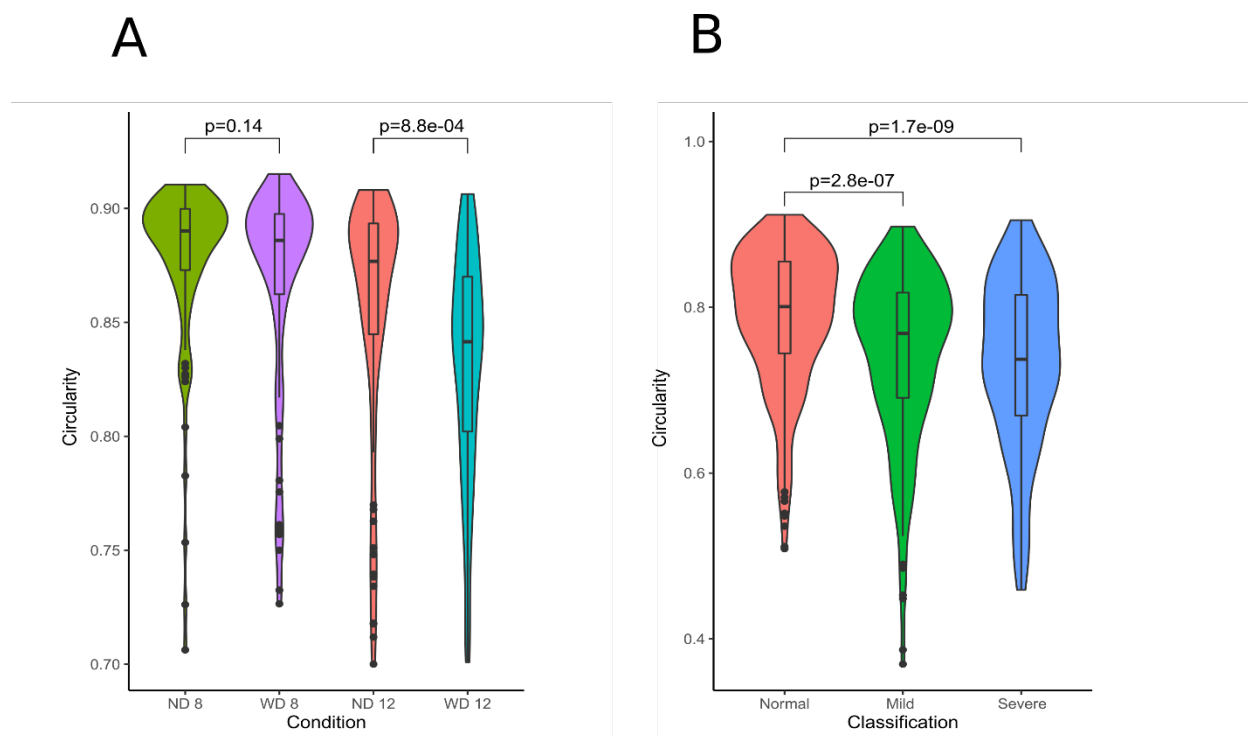 A
B
p=0.14
p=8.8e-04
0.90
0.85
0.80
0.75
0.70
Circularity
ND 8
WD 8
ND 12
WD 12
Condition
p=1.7e-09
p=2.8e-07
1.0
0.8
0.6
0.4
Circularity
Normal
Mild
Severe
Classification